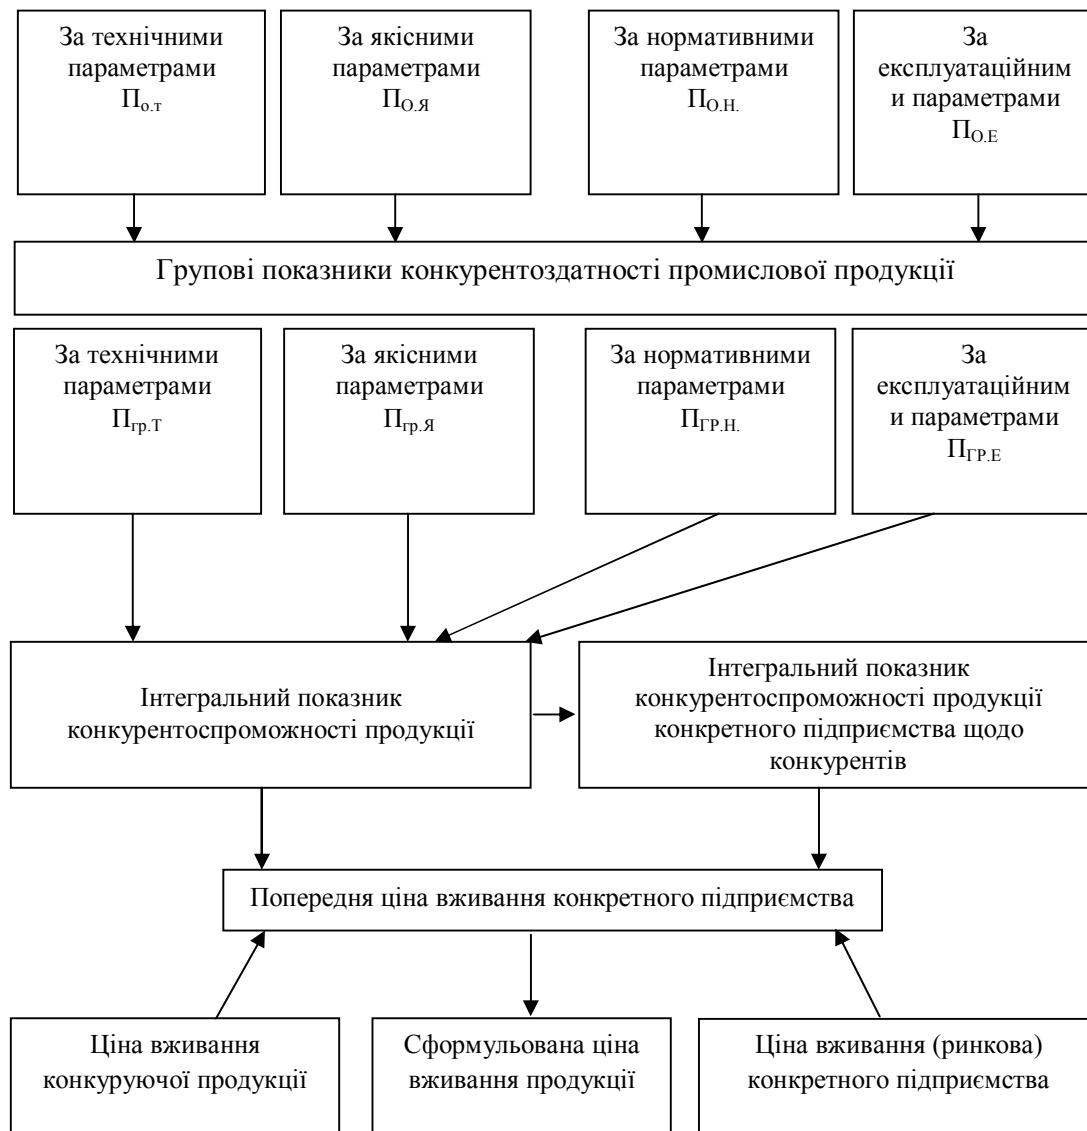 За технічними
параметрами
По.т
За якісними
параметрами
ПО.Я
За нормативними
параметрами
ПО.Н.
За
експлуатаційним
и параметрами
ПО.Е
Групові показники конкурентоздатності промислової продукції
За технічними
параметрами
Пгр.Т
За якісними
параметрами
Пгр.Я
За нормативними
параметрами
ПГР.Н.
За
експлуатаційним
и параметрами
ПГР.Е
Інтегральний показник
конкурентоспроможності продукції
Інтегральний показник
конкурентоспроможності продукції
конкретного підприємства щодо
конкурентів
Попередня ціна вживання конкретного підприємства
Ціна вживання
конкуруючої продукції
Сформульована ціна
вживання продукції
Ціна вживання (ринкова)
конкретного підприємства